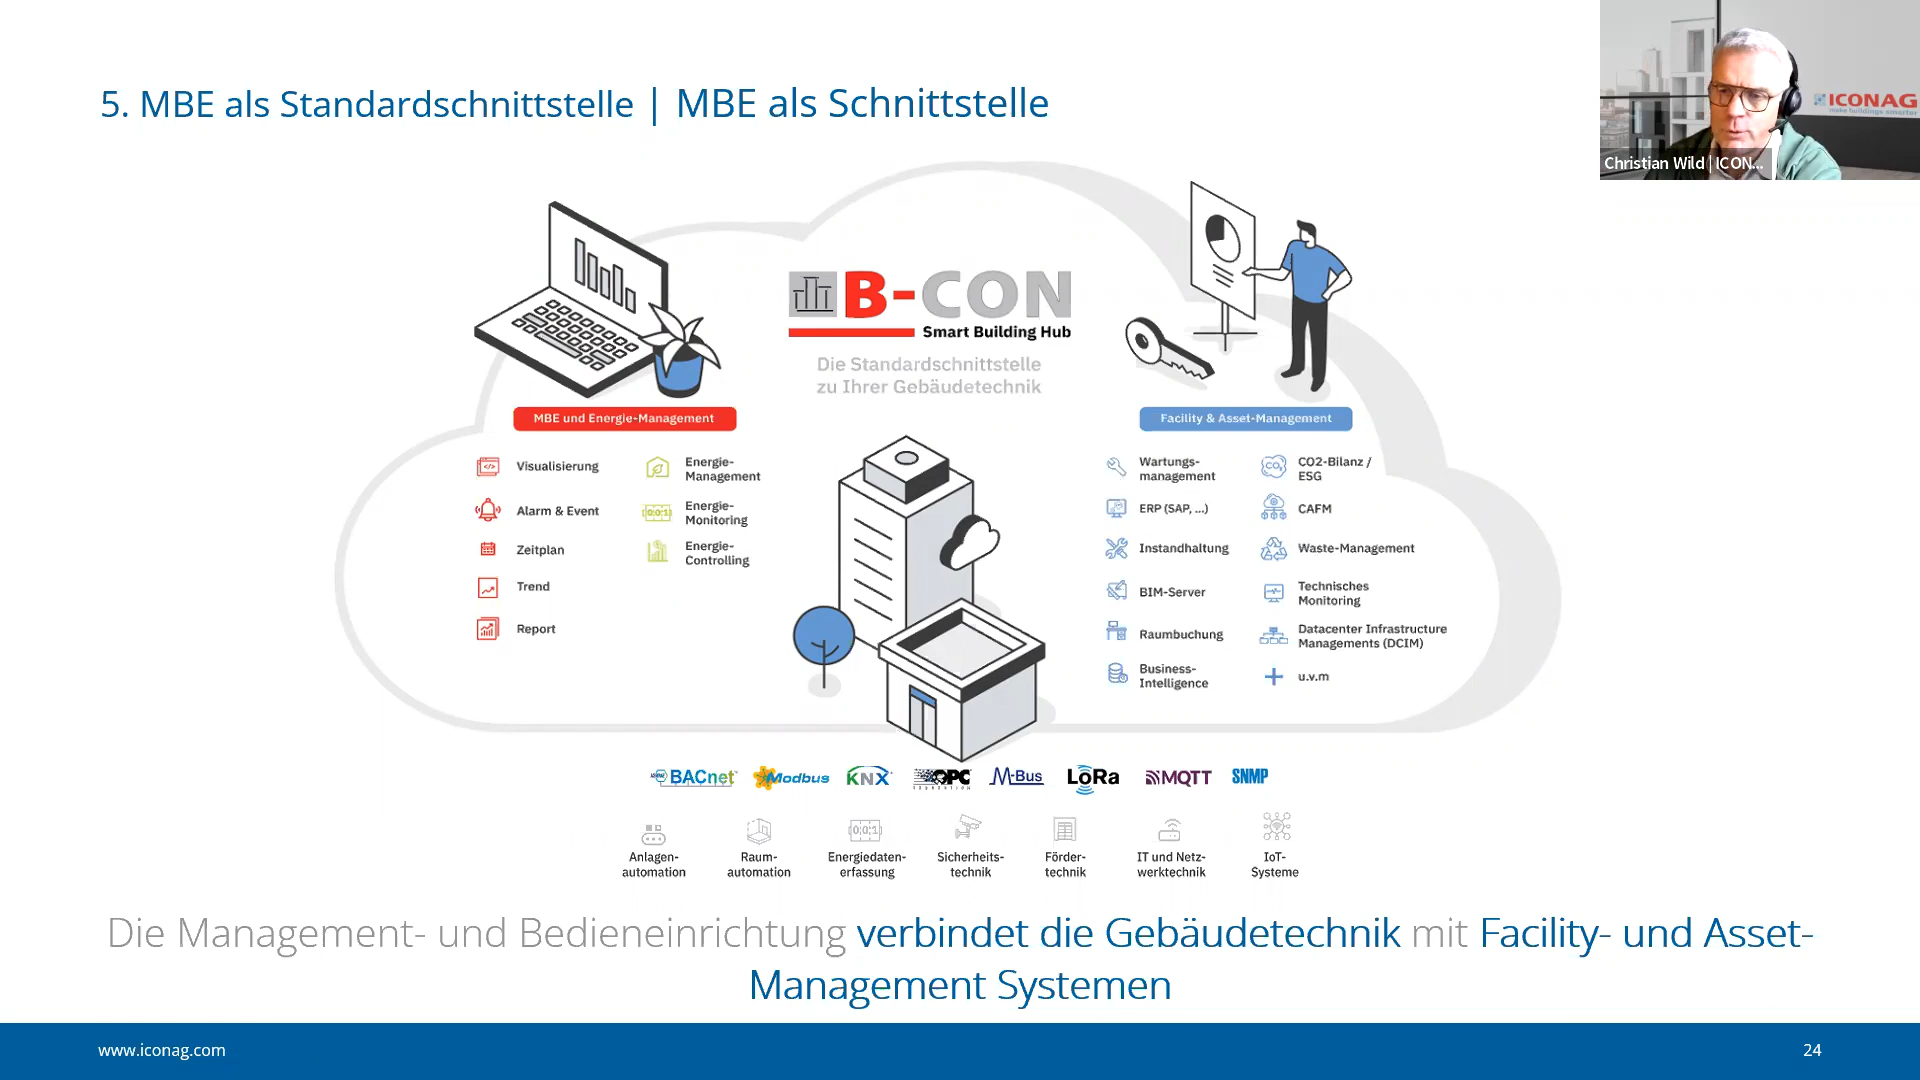 5. MBE als Standardschnittstelle | MBE als Schnittstelle
ICONAG
make buildings smarter
Christian Wild | ICON...
B-CON
Smart Building Hub
Die Standardschnittstelle
zu Ihrer Gebäudetechnik
MBE und Energie-Management
Visualisierung
Alarm & Event
Zeitplan
Trend
Report
Energie-
Management
Energie-
Monitoring
Energie-
Controlling
Facility & Asset-Management
Wartungs-
management
ERP (SAP, ...)
Instandhaltung
BIM-Server
Raumbuchung
Business-
Intelligence
CO2-Bilanz /
ESG
CAFM
Waste-Management
Technisches
Monitoring
Datacenter Infrastructure
Managements (DCIM)
u.v.m
BACnet Modbus KNX OPC M-Bus LoRa MQTT SNMP
FOUNDATION
Anlagen-
automation
Raum-
automation
Energiedaten-
erfassung
Sicherheits-
technik
Förder-
technik
IT und Netz-
werktechnik
IoT-
Systeme
Die Management- und Bedieneinrichtung verbindet die Gebäudetechnik mit Facility- und Asset-
Management Systemen
www.iconag.com
24